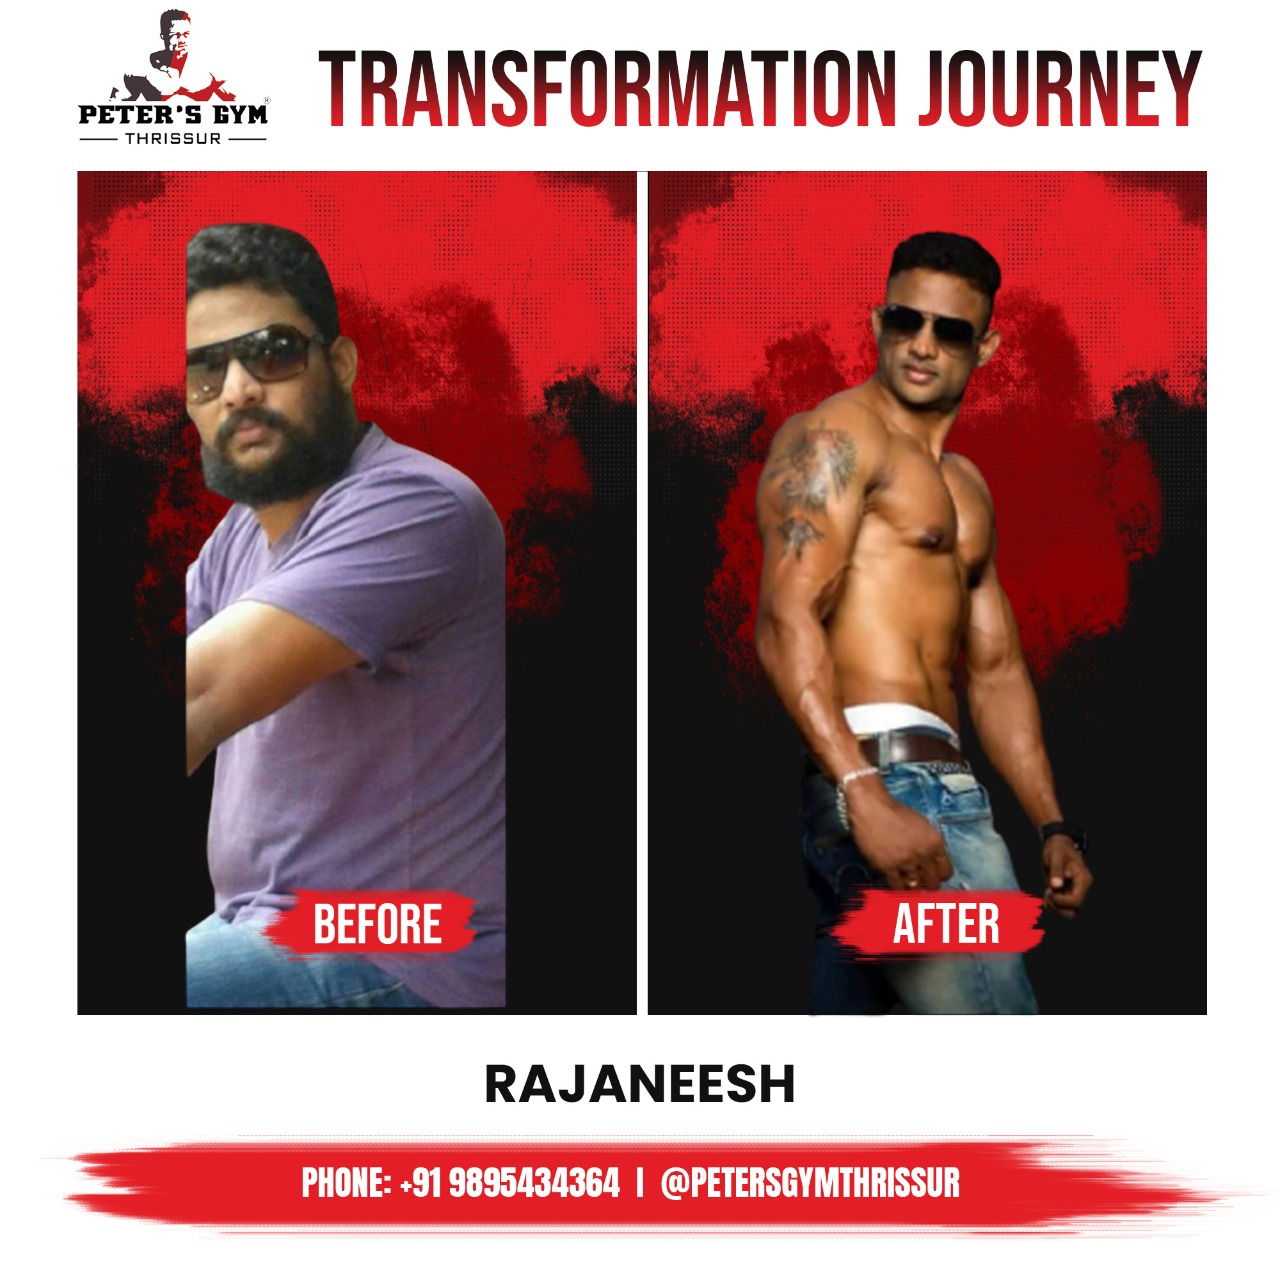 PETER'S GYM
THRISSUR
TRANSFORMATION JOURNEY
BEFORE
AFTER
RAJANEESH
PHONE: +91 9895434364 | @PETERSGYMTHRISSUR